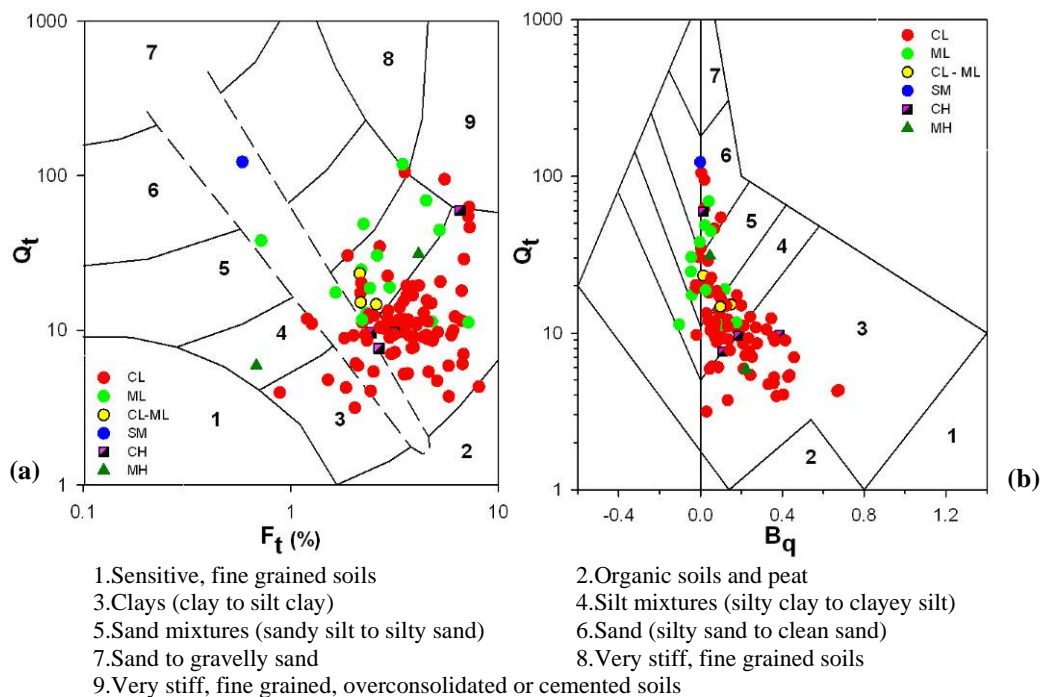 1000
100
10
1
Qt
0.1
1
10
Ft (%)
7
8
9
6
5
4
3
1
2
CL
ML
CL-ML
SM
CH
MH
(a)
1000
100
10
1
Qt
-0.4
0.0
0.4
0.8
1.2
Bq
7
6
5
4
3
2
1
CL
ML
CL - ML
SM
CH
MH
(b)
1.Sensitive, fine grained soils
2.Organic soils and peat
3.Clays (clay to silt clay)
4.Silt mixtures (silty clay to clayey silt)
5.Sand mixtures (sandy silt to silty sand)
6.Sand (silty sand to clean sand)
7.Sand to gravelly sand
8.Very stiff, fine grained soils
9.Very stiff, fine grained, overconsolidated or cemented soils